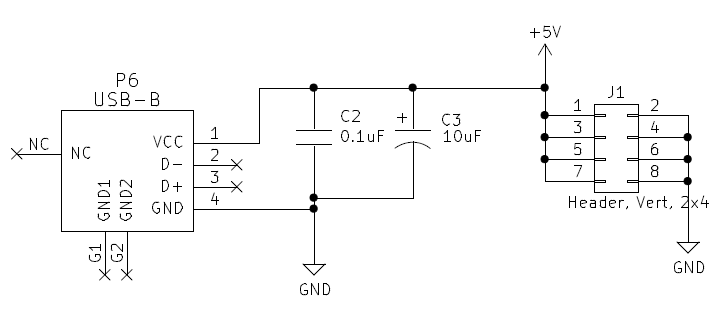 +5V
P6
USB-B
J1
NC
NC
VCC
1
D-
2
D+
3
GND
4
GND1
GND2
G1
G2
C2
0.1uF
+
C3
10uF
1
2
3
4
5
6
7
8
Header, Vert, 2x4
GND
GND